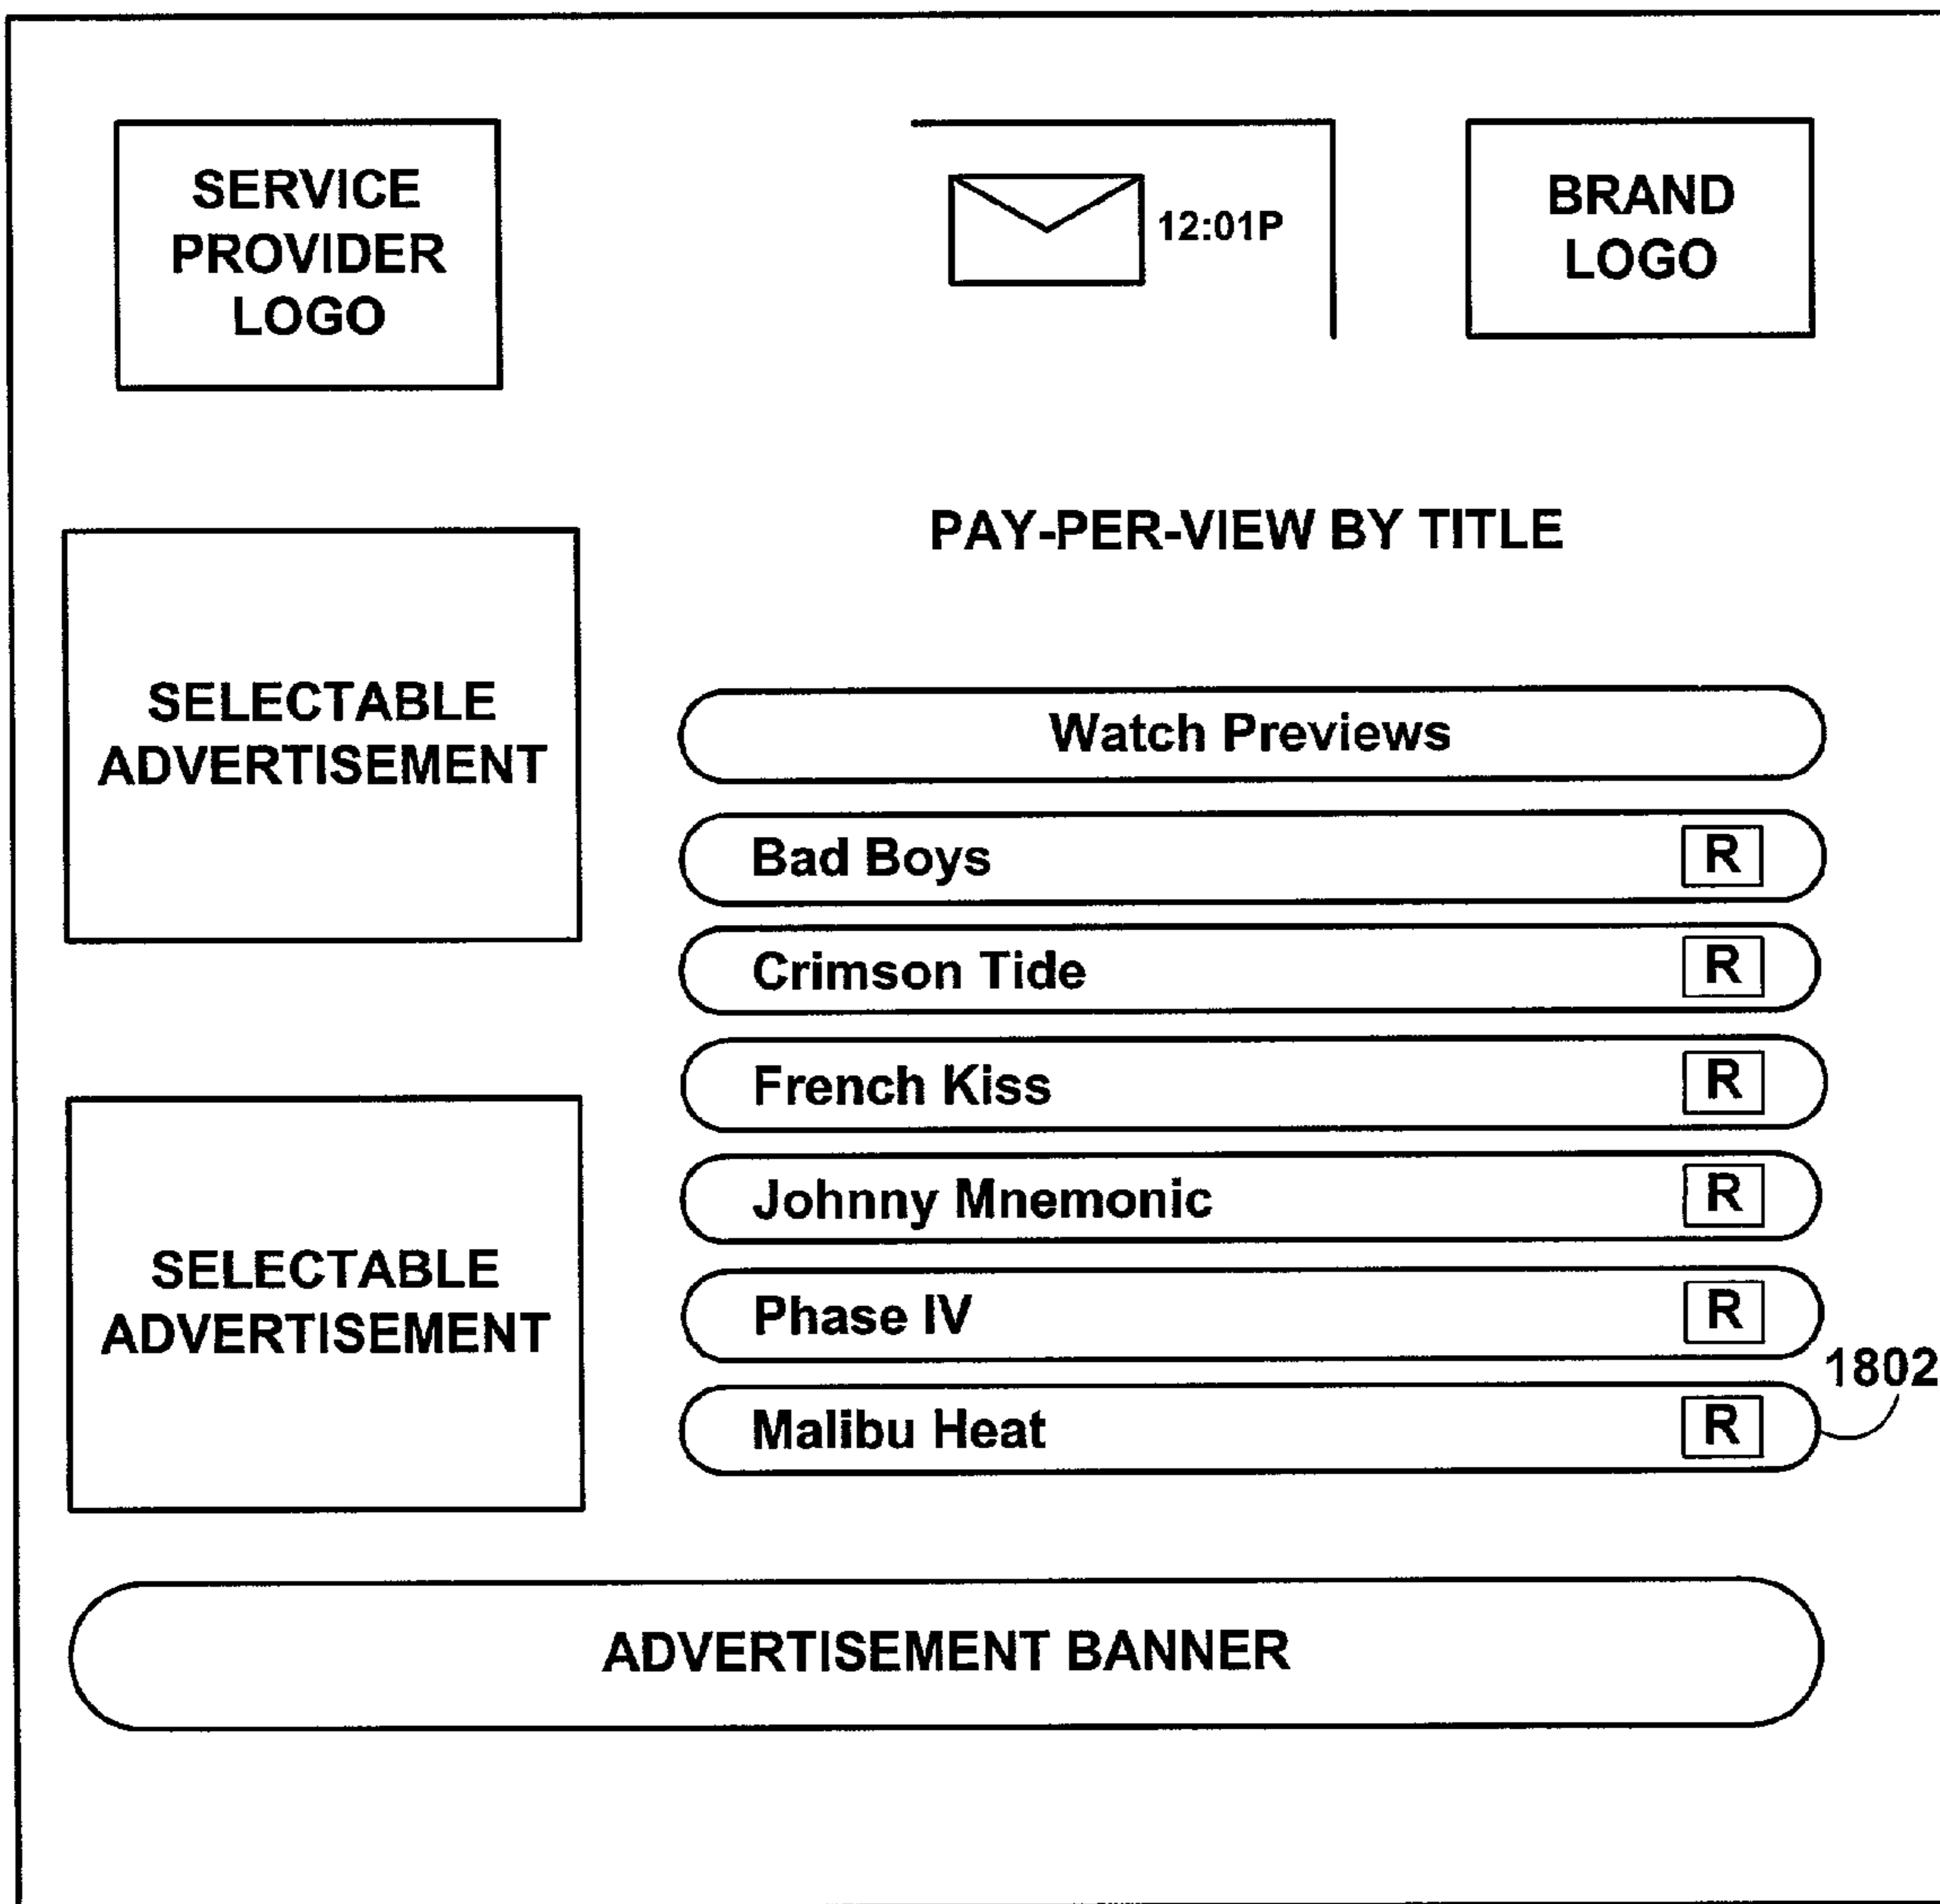 SERVICE
PROVIDER
LOGO
12:01P
BRAND
LOGO
PAY-PER-VIEW BY TITLE
SELECTABLE
ADVERTISEMENT
Watch Previews
Bad Boys R
Crimson Tide R
French Kiss R
Johnny Mnemonic R
SELECTABLE
ADVERTISEMENT
Phase IV R
1802
Malibu Heat R
ADVERTISEMENT BANNER